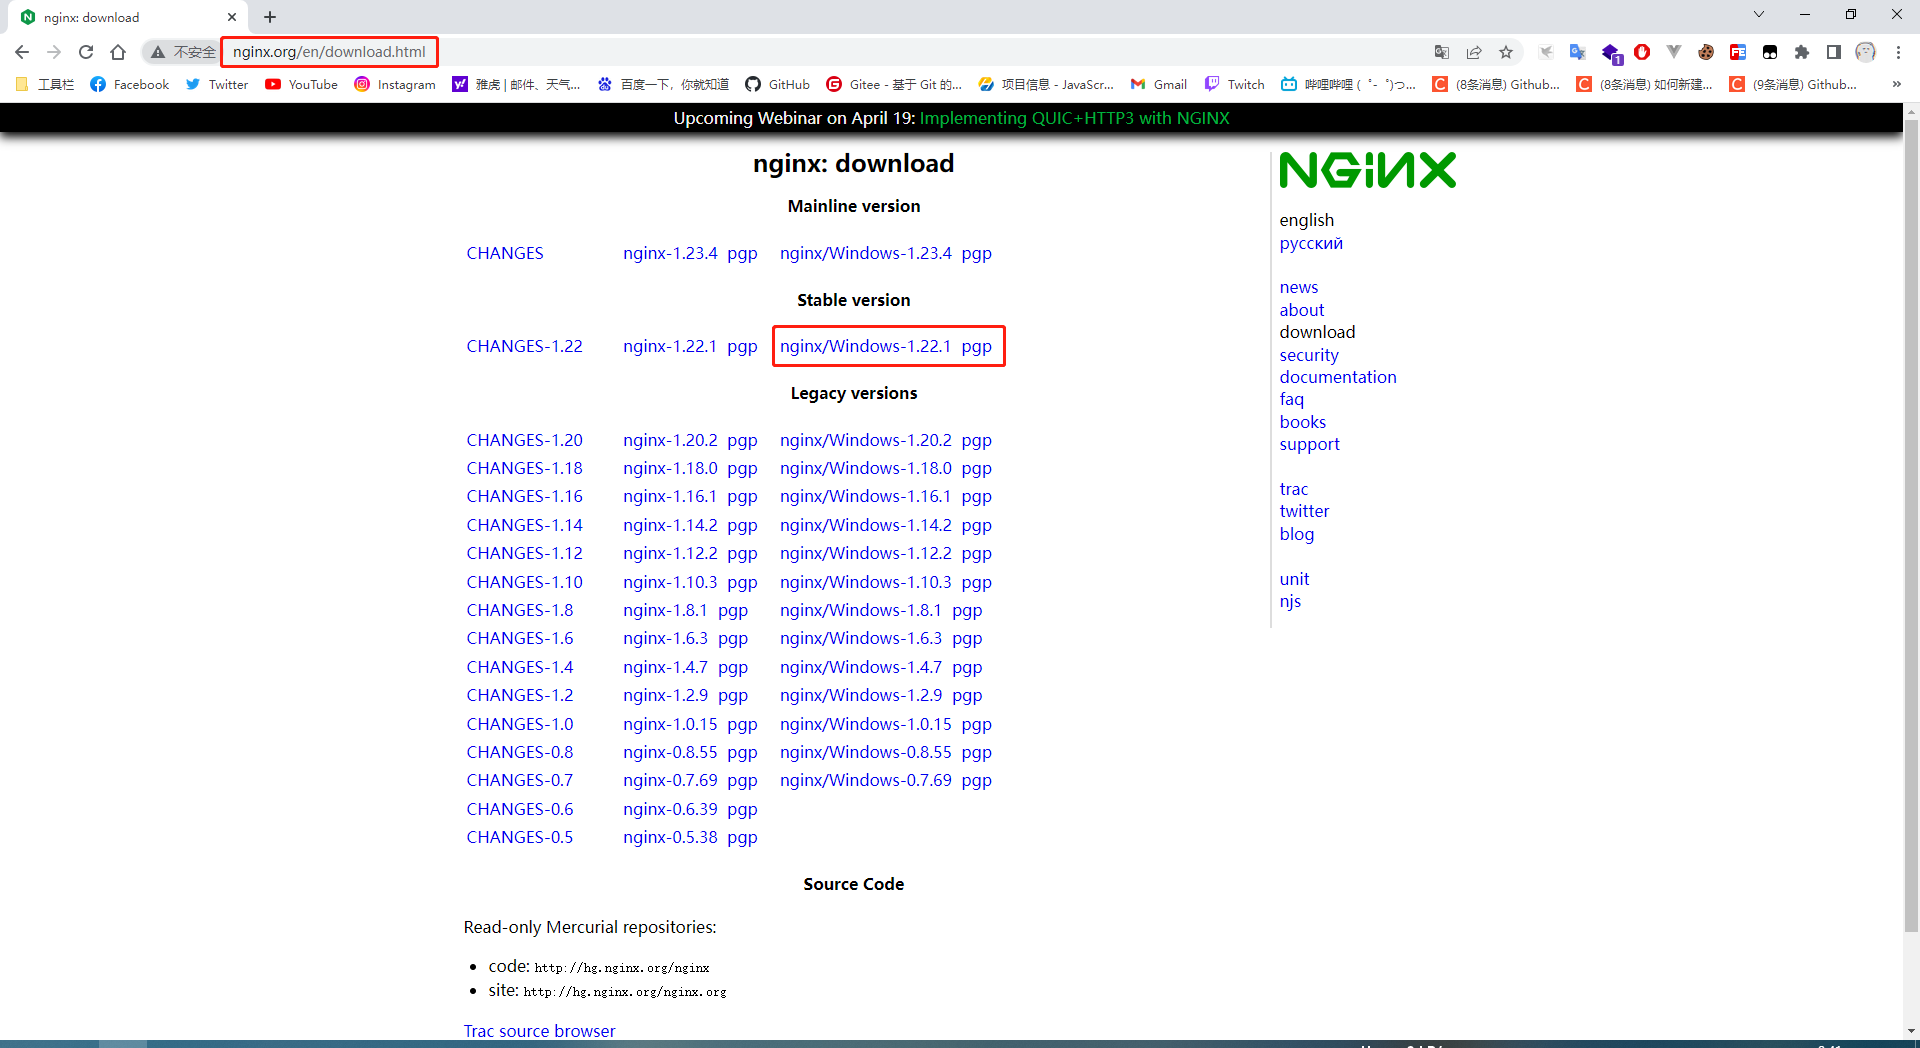 nginx: download
不安全 nginx.org/en/download.html
工具栏 Facebook Twitter YouTube Instagram 雅虎 | 邮件、天气... 百度一下，你就知道 GitHub Gitee - 基于 Git 的... 项目信息 - JavaScr... Gmail Twitch 哔哩哔哩 (゜-゜)つ... (8条消息) Github... (8条消息) 如何新建... (9条消息) Github... »
Upcoming Webinar on April 19: Implementing QUIC+HTTP3 with NGINX
nginx: download
Mainline version
CHANGES nginx-1.23.4 pgp nginx/Windows-1.23.4 pgp
Stable version
CHANGES-1.22 nginx-1.22.1 pgp nginx/Windows-1.22.1 pgp
Legacy versions
CHANGES-1.20 nginx-1.20.2 pgp nginx/Windows-1.20.2 pgp
CHANGES-1.18 nginx-1.18.0 pgp nginx/Windows-1.18.0 pgp
CHANGES-1.16 nginx-1.16.1 pgp nginx/Windows-1.16.1 pgp
CHANGES-1.14 nginx-1.14.2 pgp nginx/Windows-1.14.2 pgp
CHANGES-1.12 nginx-1.12.2 pgp nginx/Windows-1.12.2 pgp
CHANGES-1.10 nginx-1.10.3 pgp nginx/Windows-1.10.3 pgp
CHANGES-1.8 nginx-1.8.1 pgp nginx/Windows-1.8.1 pgp
CHANGES-1.6 nginx-1.6.3 pgp nginx/Windows-1.6.3 pgp
CHANGES-1.4 nginx-1.4.7 pgp nginx/Windows-1.4.7 pgp
CHANGES-1.2 nginx-1.2.9 pgp nginx/Windows-1.2.9 pgp
CHANGES-1.0 nginx-1.0.15 pgp nginx/Windows-1.0.15 pgp
CHANGES-0.8 nginx-0.8.55 pgp nginx/Windows-0.8.55 pgp
CHANGES-0.7 nginx-0.7.69 pgp nginx/Windows-0.7.69 pgp
CHANGES-0.6 nginx-0.6.39 pgp
CHANGES-0.5 nginx-0.5.38 pgp
Source Code
Read-only Mercurial repositories:
• code: http://hg.nginx.org/nginx
• site: http://hg.nginx.org/nginx.org
Trac source browser
NGINX
english
русский
news
about
download
security
documentation
faq
books
support
trac
twitter
blog
unit
njs